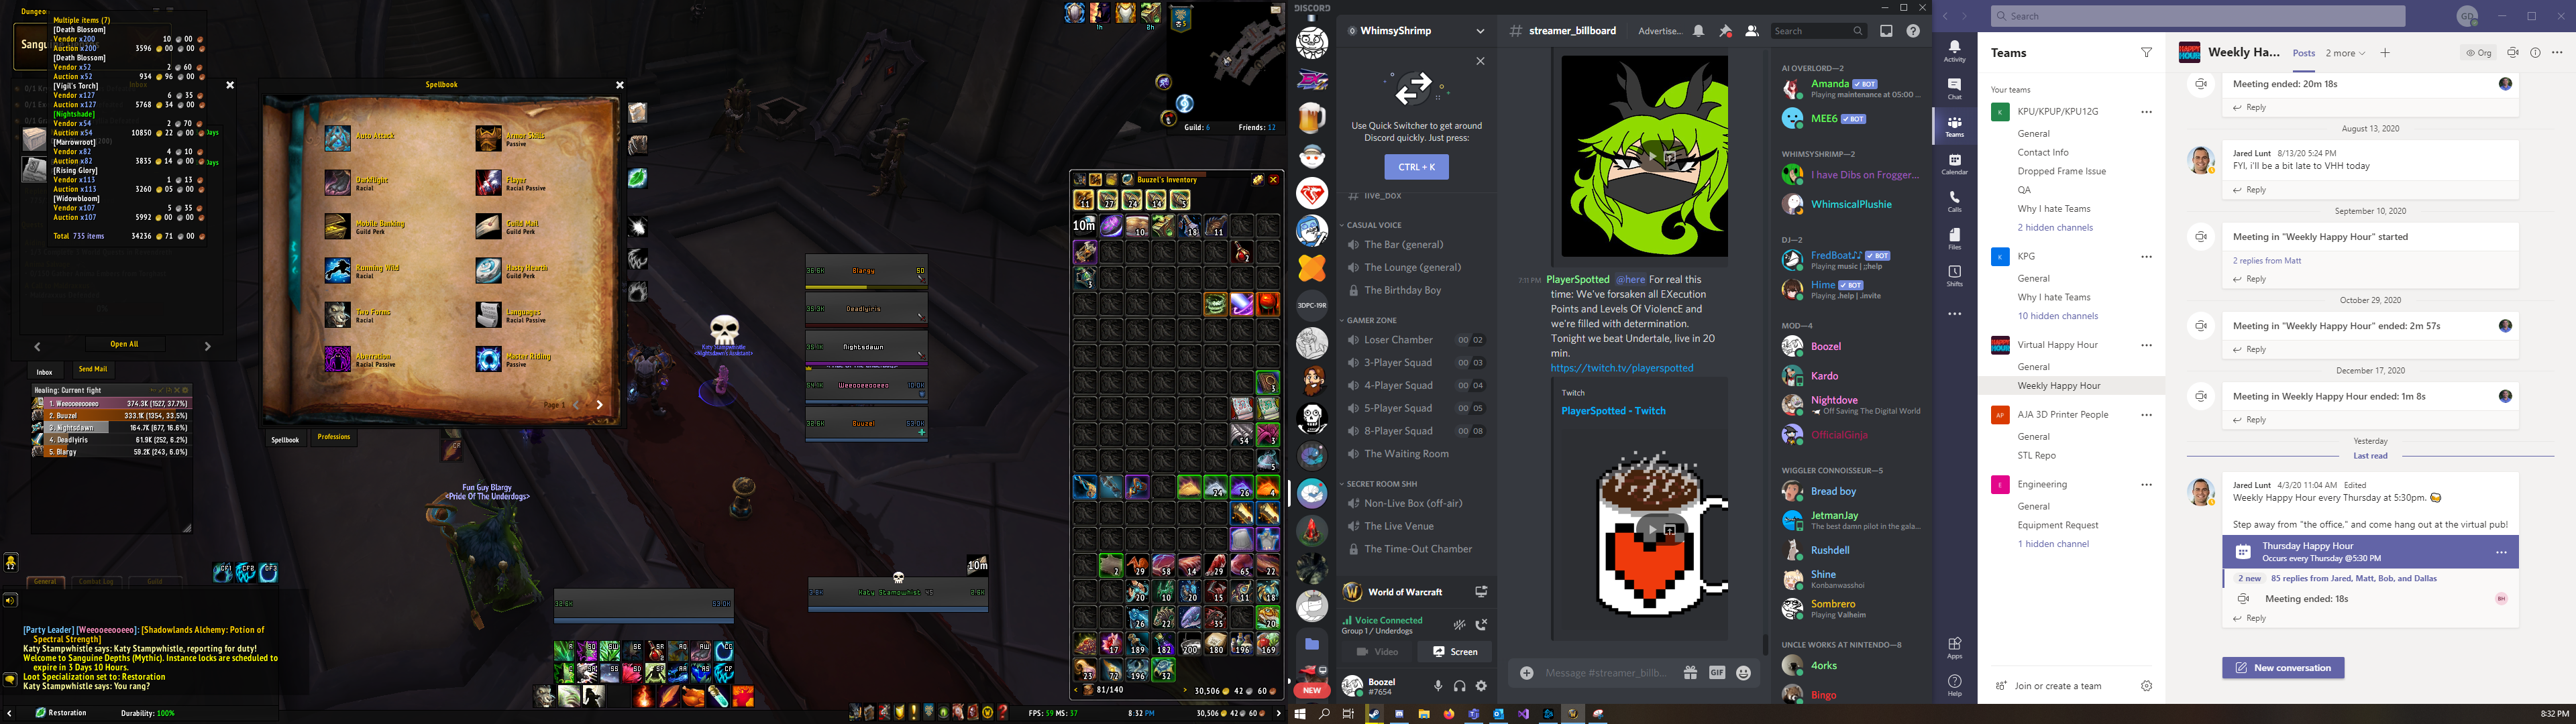 Multiple items (7)
[Death Blossom]
Vendor x200 10 00
Auction x200 3596 00 00
[Death Blossom]
Vendor x52 2 60
Auction x52 934 96 00
[Vigil's Torch]
Vendor x127 6 35
Auction x127 5768 34 00
[Nightshade]
Vendor x54 2 70
Auction x54 10850 22 00
[Marrowroot]
Vendor x82 4 10
Auction x82 3835 14 00
[Rising Glory]
Vendor x113 1 13
Auction x113 3260 05 00
[Widowbloom]
Vendor x107 5 35
Auction x107 5992 00 00
Total 735 items 34236 71 00
Open All
Inbox
Send Mail
Spellbook
Auto Attack
Armor Skills
Passive
Darkflight
Racial
Flayer
Racial Passive
Mobile Banking
Guild Perk
Guild Mail
Guild Perk
Running Wild
Racial
Hasty Hearth
Guild Perk
Two Forms
Racial
Languages
Racial Passive
Aberration
Racial Passive
Master Riding
Passive
Page 1
Spellbook
Professions
Healing: Current fight
1. Weeooeeooeeo 374.3K (1527, 37.7%)
2. Buuzel 333.1K (1354, 33.5%)
3. Nightsdawn 164.7K (677, 16.6%)
4. Deadlyiris 61.9K (252, 6.2%)
5. Blargy 59.2K (243, 6.0%)
Fun Guy Blargy
<Pride Of The Underdogs>
Katy Stampwhistle
<Nightsdawn's Assistant>
Blargy
Deadlyiris
Nightsdawn
Weeooeeooeeo
Buuzel
General
Combat Log
Guild
[Party Leader] [Weeooeeooeeo]: [Shadowlands Alchemy: Potion of
Spectral Strength]
Katy Stampwhistle says: Katy Stampwhistle, reporting for duty!
Welcome to Sanguine Depths (Mythic). Instance locks are scheduled to
expire in 3 Days 10 Hours.
Loot Specialization set to: Restoration
Katy Stampwhistle says: You rang?
Restoration
Durability: 100%
FPS: 59 MS: 37
8:32 PM
30,506 42 60
Guild: 6
Friends: 12
Buuzel's Inventory
81/140
30,506 42 60
DISCORD
WhimsyShrimp
Use Quick Switcher to get around
Discord quickly. Just press:
CTRL + K
live_box
CASUAL VOICE
The Bar (general)
The Lounge (general)
The Birthday Boy
GAMER ZONE
Loser Chamber 00 02
3-Player Squad 00 03
4-Player Squad 00 04
5-Player Squad 00 05
8-Player Squad 00 08
The Waiting Room
SECRET ROOM SHH
Non-Live Box (off-air)
The Live Venue
The Time-Out Chamber
World of Warcraft
Voice Connected
Group 1 / Underdogs
Video
Screen
Boozel
#7654
3DPC-19R
NEW
streamer_billboard
Advertise...
Search
7:11 PM PlayerSpotted @here For real this
time: We've forsaken all EXecution
Points and Levels Of ViolencE and
we're filled with determination.
Tonight we beat Undertale, live in 20
min.
https://twitch.tv/playerspotted
Twitch
PlayerSpotted - Twitch
Message #streamer_billb...
GIF
AI OVERLORD—2
Amanda BOT
Playing maintenance at 05:00 ...
MEE6 BOT
WHIMSYSHRIMP—2
I have Dibs on Frogger...
WhimsicalPlushie
DJ—2
FredBoat♪♪ BOT
Playing music | ;;help
Hime BOT
Playing .help | .invite
MOD—4
Boozel
Kardo
Nightdove
Off Saving The Digital World
OfficialGinja
WIGGLER CONNOISSEUR—5
Bread boy
JetmanJay
The best damn pilot in the gala...
Rushdell
Shine
Konbanwasshoi
Sombrero
Playing Valheim
UNCLE WORKS AT NINTENDO—8
4orks
Bingo
Search
GD
Activity
Chat
Teams
Calendar
Calls
Files
Shifts
Apps
Help
Teams
Your teams
KPU/KPUP/KPU12G
General
Contact Info
Dropped Frame Issue
QA
Why I hate Teams
2 hidden channels
KPG
General
Why I hate Teams
10 hidden channels
Virtual Happy Hour
General
Weekly Happy Hour
AJA 3D Printer People
General
STL Repo
Engineering
General
Equipment Request
1 hidden channel
Join or create a team
Weekly Ha...
Posts
2 more
Org
Meeting ended: 20m 18s
Reply
August 13, 2020
Jared Lunt 8/13/20 5:24 PM
FYI, i'll be a bit late to VHH today
Reply
September 10, 2020
Meeting in "Weekly Happy Hour" started
2 replies from Matt
Reply
October 29, 2020
Meeting in "Weekly Happy Hour" ended: 2m 57s
Reply
December 17, 2020
Meeting in Weekly Happy Hour ended: 1m 8s
Reply
Yesterday
Last read
Jared Lunt 4/3/20 11:04 AM Edited
Weekly Happy Hour every Thursday at 5:30pm.
Step away from "the office," and come hang out at the virtual pub!
Thursday Happy Hour
Occurs every Thursday @5:30 PM
2 new 85 replies from Jared, Matt, Bob, and Dallas
Meeting ended: 18s
Reply
New conversation
8:32 PM